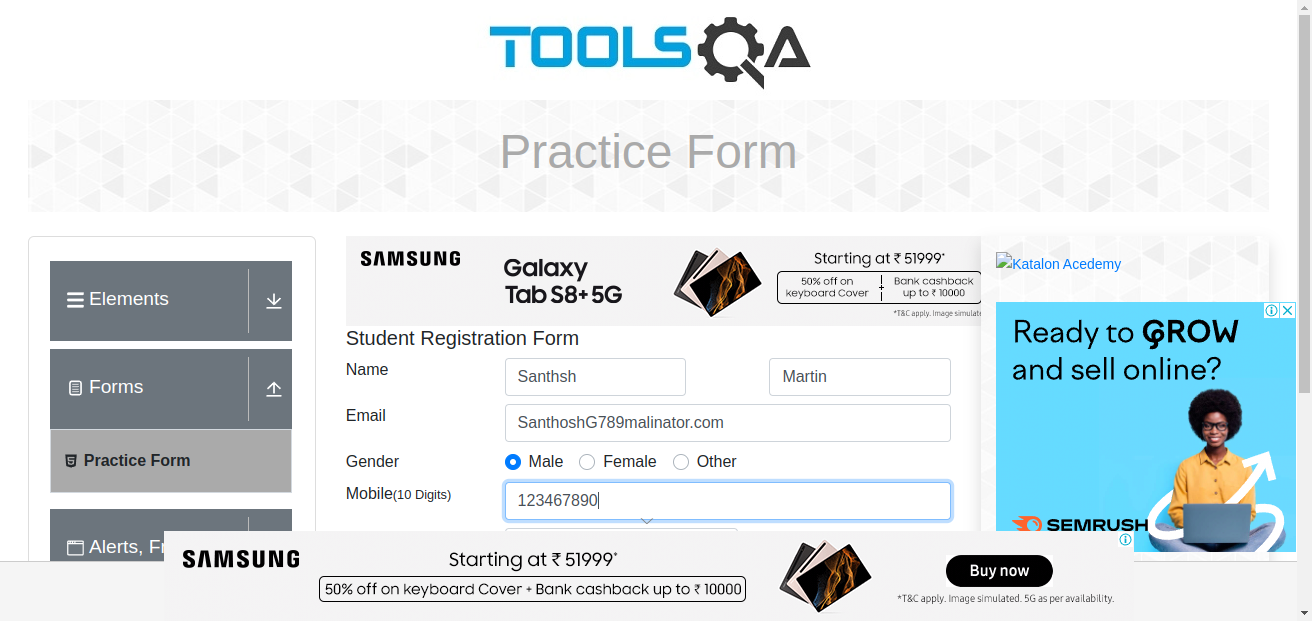 TOOLSQA
Practice Form
SAMSUNG
Galaxy
Tab S8+ 5G
Starting at ₹ 51999*
50% off on
keyboard Cover
+
Bank cashback
up to ₹ 10000
*T&C apply. Image simulate
Katalon Acedemy
Elements
Forms
Practice Form
Alerts, Fr
Student Registration Form
Name
Santhsh
Martin
Email
SanthoshG789malinator.com
Gender
Male
Female
Other
Mobile(10 Digits)
123467890
Ready to GROW
and sell online?
SEMRUSH
SAMSUNG
Starting at ₹ 51999*
50% off on keyboard Cover + Bank cashback up to ₹ 10000
Buy now
*T&C apply. Image simulated. 5G as per availability.